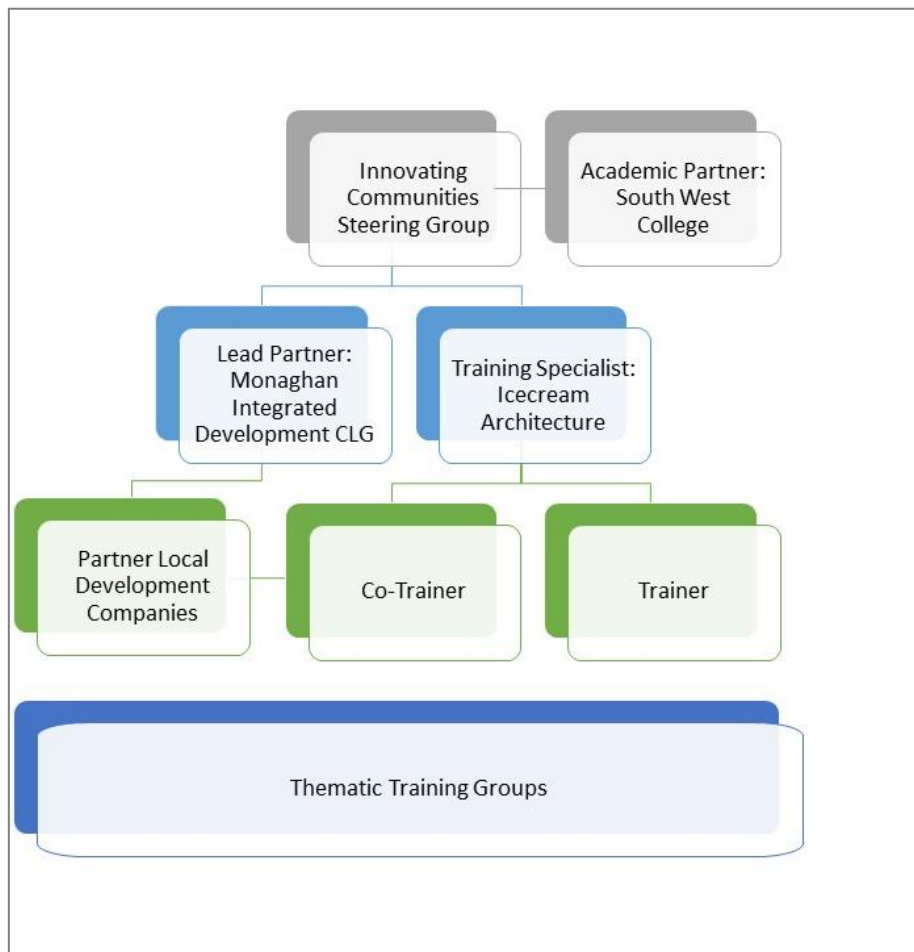 Innovating
Communities
Steering Group
Academic Partner:
South West
College
Lead Partner:
Monaghan
Integrated
Development CLG
Training Specialist:
Icecream
Architecture
Partner Local
Development
Companies
Co-Trainer
Trainer
Thematic Training Groups